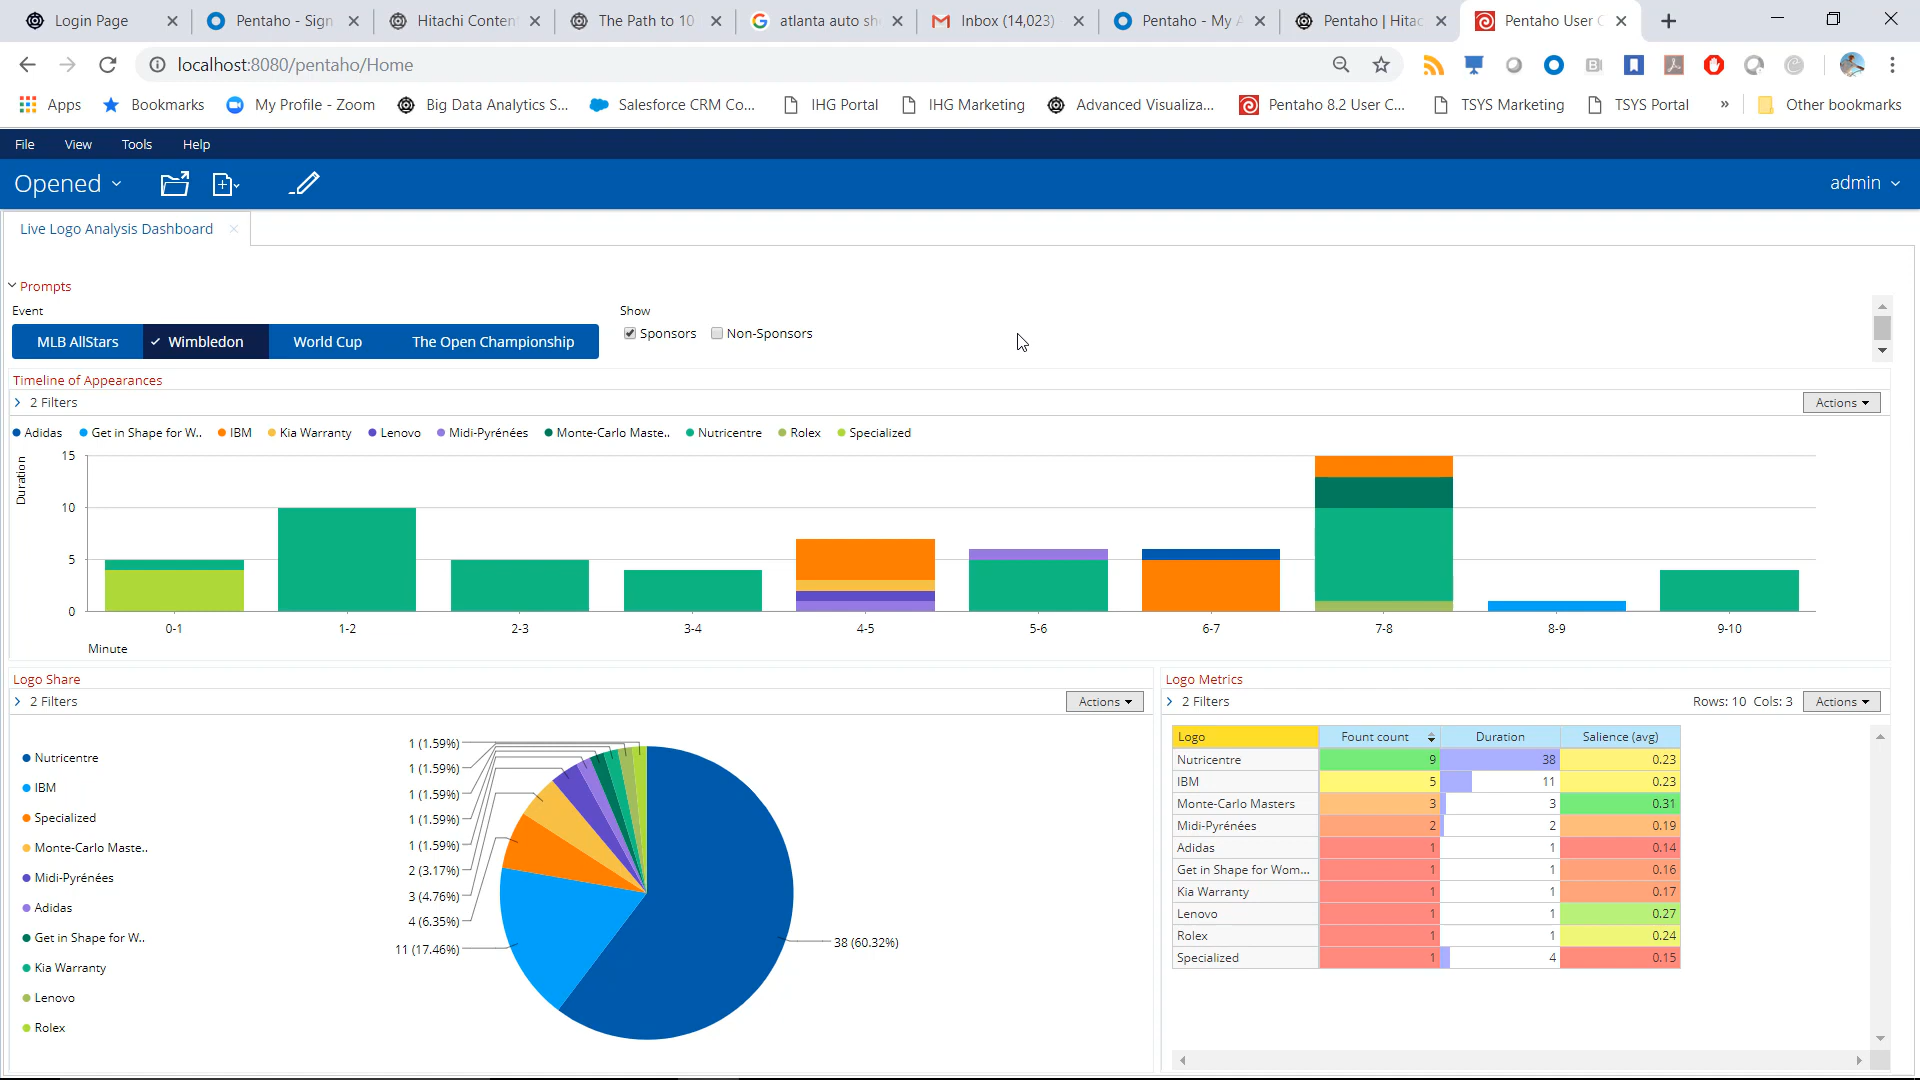 Login Page
Pentaho - Sign
Hitachi Content
The Path to 10
atlanta auto sh
Inbox (14,023)
Pentaho - My A
Pentaho | Hitac
Pentaho User C
localhost:8080/pentaho/Home
Apps
Bookmarks
My Profile - Zoom
Big Data Analytics S...
Salesforce CRM Co...
IHG Portal
IHG Marketing
Advanced Visualiza...
Pentaho 8.2 User C...
TSYS Marketing
TSYS Portal
»
Other bookmarks
File View Tools Help
Opened
admin
Live Logo Analysis Dashboard
Prompts
Event
Show
MLB AllStars
Wimbledon
World Cup
The Open Championship
Sponsors
Non-Sponsors
Timeline of Appearances
2 Filters
Actions
Adidas
Get in Shape for W..
IBM
Kia Warranty
Lenovo
Midi-Pyrénées
Monte-Carlo Maste..
Nutricentre
Rolex
Specialized
Duration
15
10
5
0
0-1 1-2 2-3 3-4 4-5 5-6 6-7 7-8 8-9 9-10
Minute
Logo Share
2 Filters
Actions
Nutricentre
IBM
Specialized
Monte-Carlo Maste..
Midi-Pyrénées
Adidas
Get in Shape for W..
Kia Warranty
Lenovo
Rolex
1 (1.59%)
1 (1.59%)
1 (1.59%)
1 (1.59%)
1 (1.59%)
2 (3.17%)
3 (4.76%)
4 (6.35%)
11 (17.46%)
38 (60.32%)
Logo Metrics
2 Filters
Rows: 10 Cols: 3
Actions
Logo Fount count Duration Salience (avg)
Nutricentre 9 38 0.23
IBM 5 11 0.23
Monte-Carlo Masters 3 3 0.31
Midi-Pyrénées 2 2 0.19
Adidas 1 1 0.14
Get in Shape for Wom... 1 1 0.16
Kia Warranty 1 1 0.17
Lenovo 1 1 0.27
Rolex 1 1 0.24
Specialized 1 4 0.15